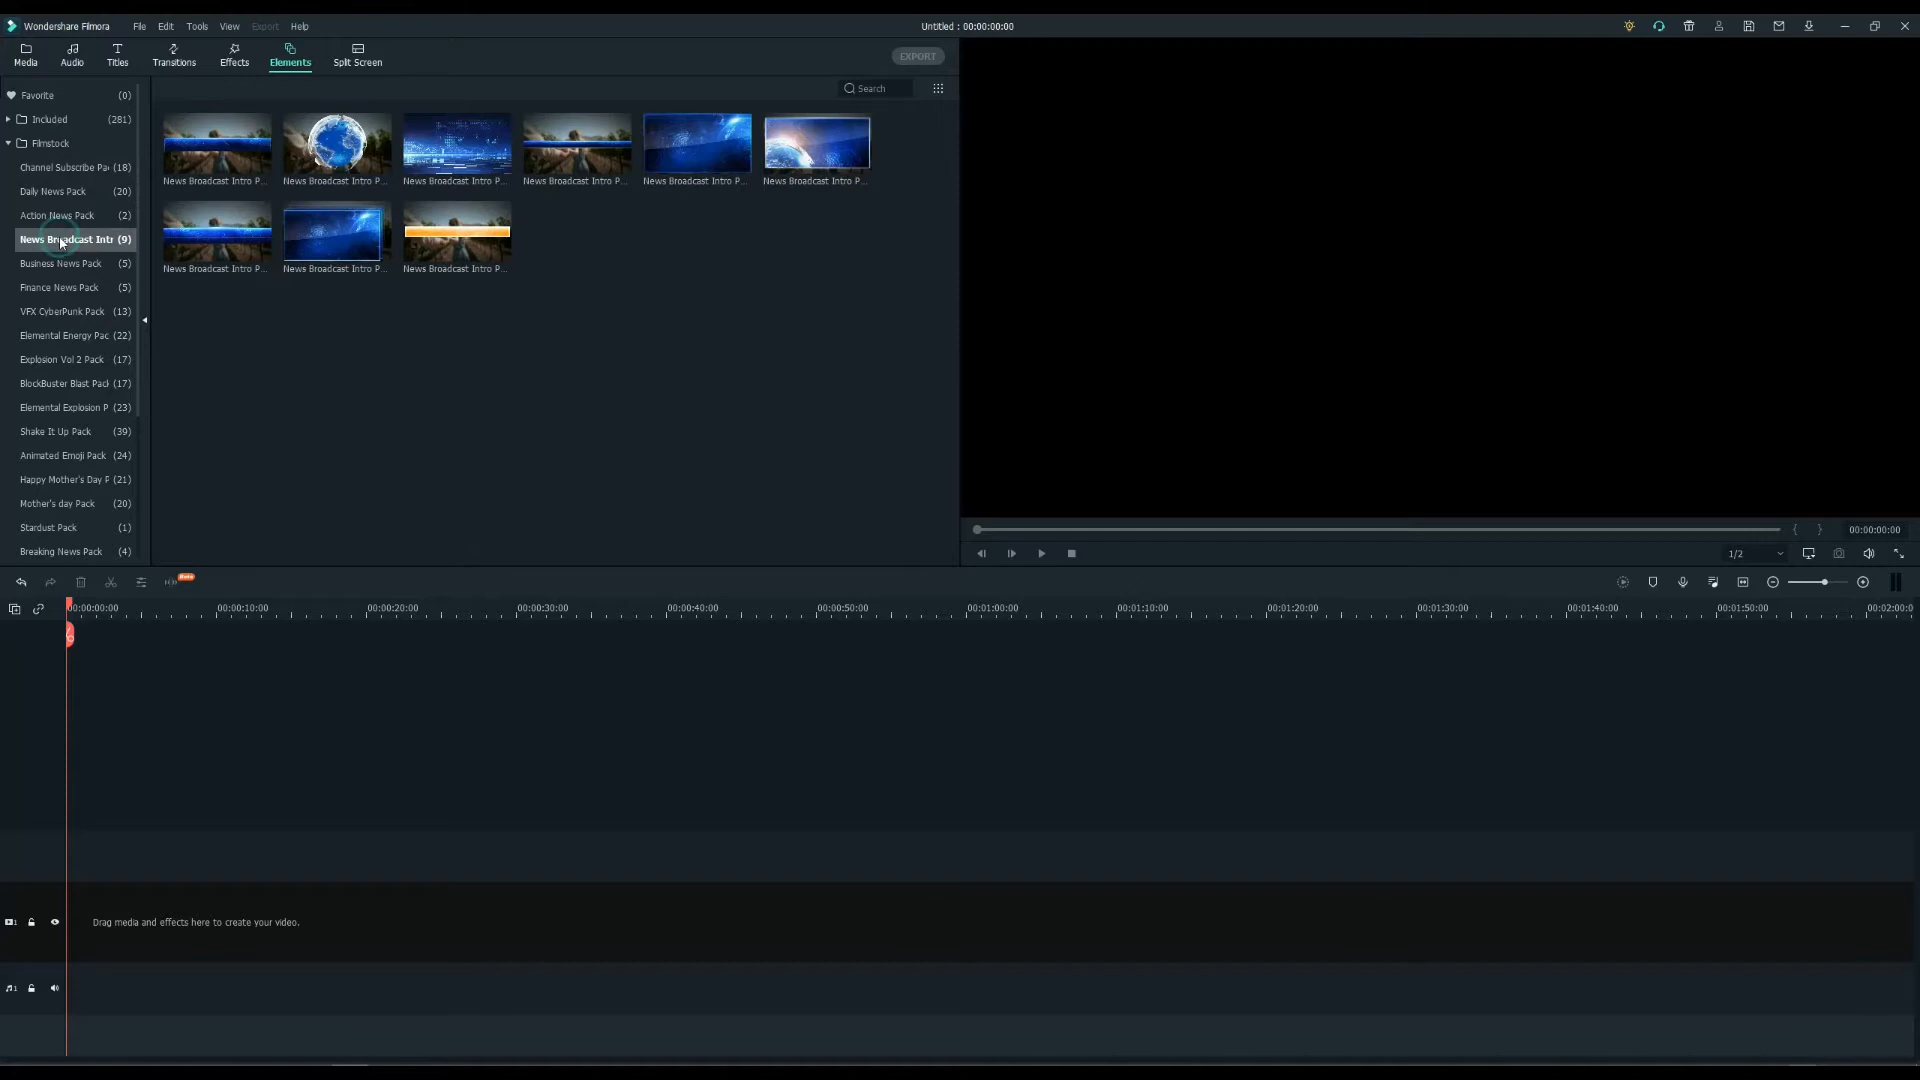 Wondershare Filmora File Edit Tools View Export Help Untitled : 00:00:00:00
Media Audio Titles Transitions Effects Elements Split Screen EXPORT
Favorite (0)
Search
Included (281)
Filmstock
Channel Subscribe Pa (18)
Daily News Pack (20)
Action News Pack (2)
News Broadcast Intr (9)
Business News Pack (5)
Finance News Pack (5)
VFX CyberPunk Pack (13)
Elemental Energy Pac (22)
Explosion Vol 2 Pack (17)
BlockBuster Blast Pack (17)
Elemental Explosion P (23)
Shake It Up Pack (39)
Animated Emoji Pack (24)
Happy Mother's Day P (21)
Mother's day Pack (20)
Stardust Pack (1)
Breaking News Pack (4)
News Broadcast Intro P... News Broadcast Intro P... News Broadcast Intro P... News Broadcast Intro P... News Broadcast Intro P... News Broadcast Intro P...
News Broadcast Intro P... News Broadcast Intro P... News Broadcast Intro P...
{ } 00:00:00:00
1/2
Beta
00:00:00:00 00:00:10:00 00:00:20:00 00:00:30:00 00:00:40:00 00:00:50:00 00:01:00:00 00:01:10:00 00:01:20:00 00:01:30:00 00:01:40:00 00:01:50:00 00:02:00:0
1 Drag media and effects here to create your video.
1